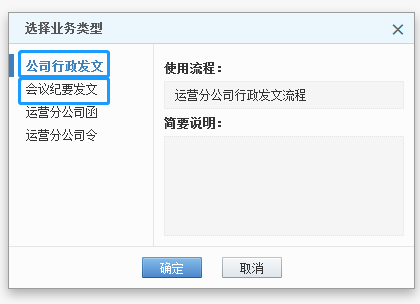 选择业务类型
公司行政发文
会议纪要发文
运营分公司函
运营分公司令
使用流程：
运营分公司行政发文流程
简要说明：
确定
取消